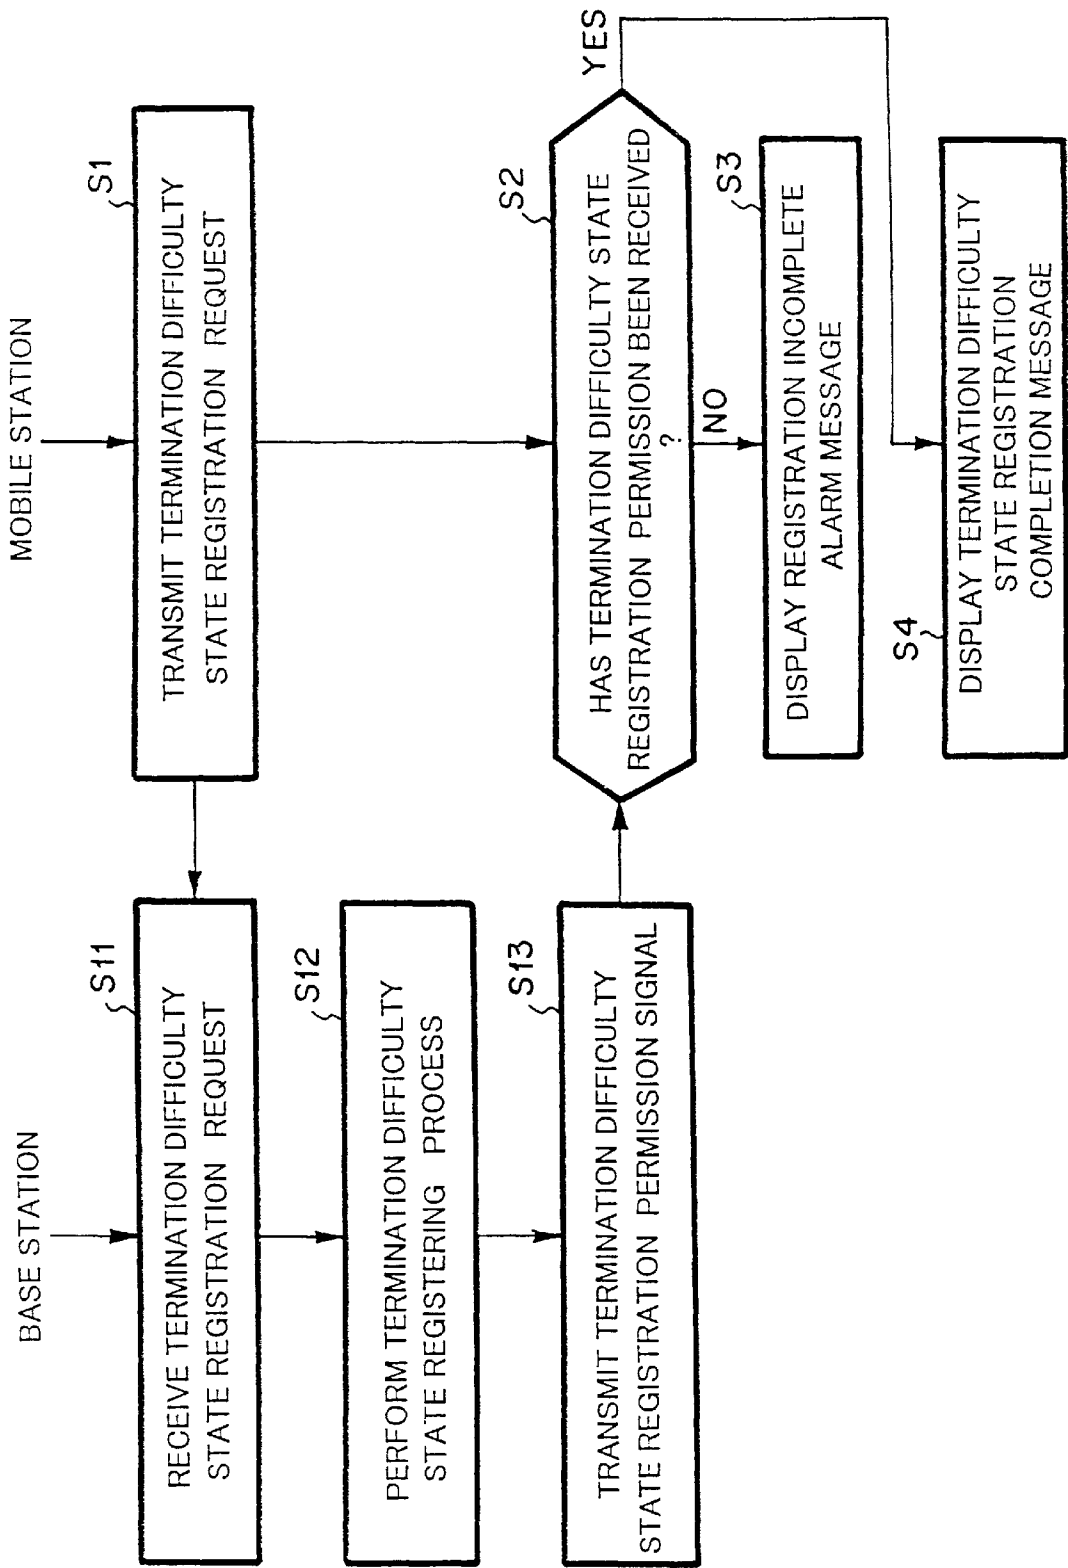 BASE STATION
S11
RECEIVE TERMINATION DIFFICULTY
STATE REGISTRATION REQUEST
S12
PERFORM TERMINATION DIFFICULTY
STATE REGISTERING PROCESS
S13
TRANSMIT TERMINATION DIFFICULTY
STATE REGISTRATION PERMISSION SIGNAL
MOBILE STATION
S1
TRANSMIT TERMINATION DIFFICULTY
STATE REGISTRATION REQUEST
S2
HAS TERMINATION DIFFICULTY STATE
REGISTRATION PERMISSION BEEN RECEIVED
?
YES
NO
S3
DISPLAY REGISTRATION INCOMPLETE
ALARM MESSAGE
S4
DISPLAY TERMINATION DIFFICULTY
STATE REGISTRATION
COMPLETION MESSAGE